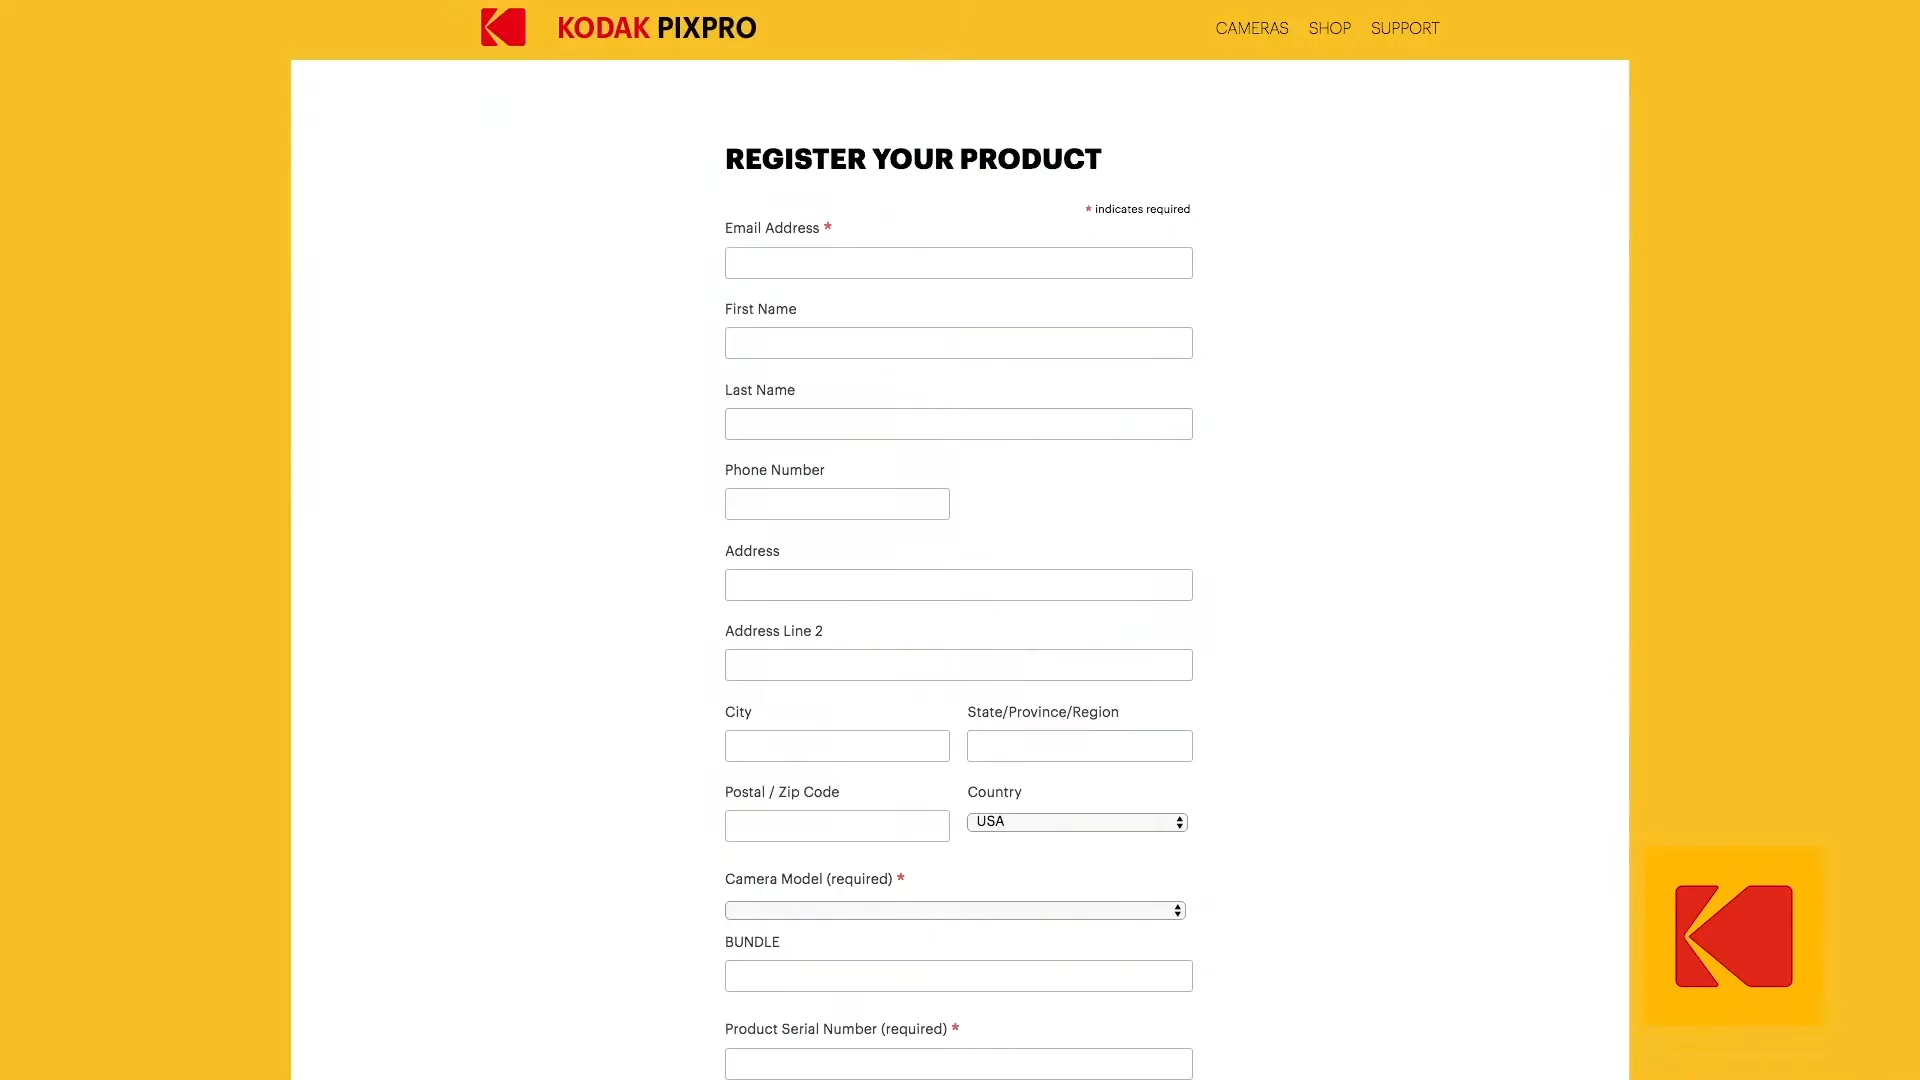 KODAK PIXPRO
CAMERAS SHOP SUPPORT
REGISTER YOUR PRODUCT
* indicates required
Email Address *
First Name
Last Name
Phone Number
Address
Address Line 2
City State/Province/Region
Postal / Zip Code Country
USA
Camera Model (required) *
BUNDLE
Product Serial Number (required) *